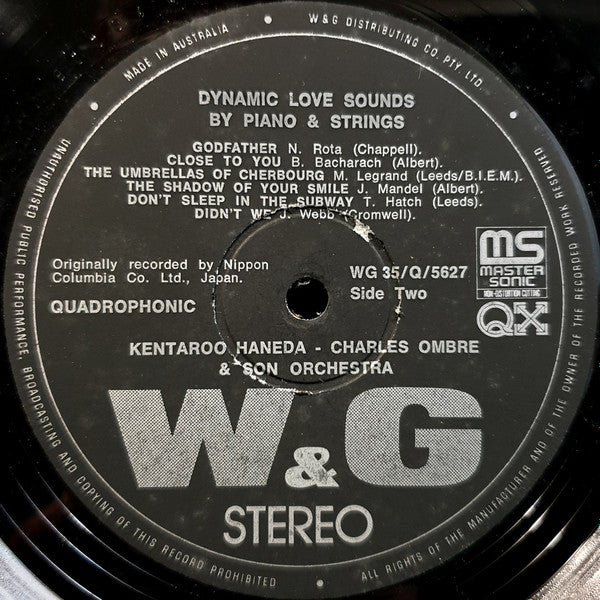 MADE IN AUSTRALIA • W&G DISTRIBUTING CO. PTY. LTD.
DYNAMIC LOVE SOUNDS
BY PIANO & STRINGS
GODFATHER N. Rota (Chappell).
CLOSE TO YOU B. Bacharach (Albert).
THE UMBRELLAS OF CHERBOURG M. Legrand (Leeds/B.I.E.M.).
THE SHADOW OF YOUR SMILE J. Mandel (Albert).
DON'T SLEEP IN THE SUBWAY T. Hatch (Leeds).
DIDN'T WE J. Webb (Cromwell).
Originally recorded by Nippon
Columbia Co. Ltd., Japan.
QUADROPHONIC
WG 35/Q/5627
Side Two
MS
MASTER
SONIC
NON-DISTORTION CUTTING
QX
KENTAROO HANEDA - CHARLES OMBRE
& SON ORCHESTRA
W&G
STEREO
UNAUTHORISED PUBLIC PERFORMANCE, BROADCASTING AND COPYING OF THIS RECORD PROHIBITED • ALL RIGHTS OF THE MANUFACTURER AND OF THE OWNER OF THE RECORDED WORK RESERVED